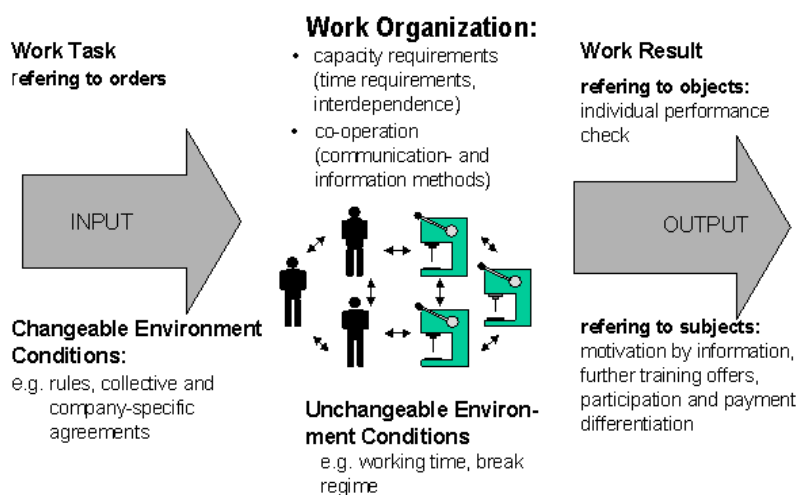 Work Task
refering to orders
INPUT
Changeable Environment
Conditions:
e.g. rules, collective and
company-specific
agreements
Work Organization:
• capacity requirements
(time requirements,
interdependence)
• co-operation
(communication- and
information methods)
Unchangeable Environ-
ment Conditions
e.g. working time, break
regime
Work Result
refering to objects:
individual performance
check
OUTPUT
refering to subjects:
motivation by information,
further training offers,
participation and payment
differentiation